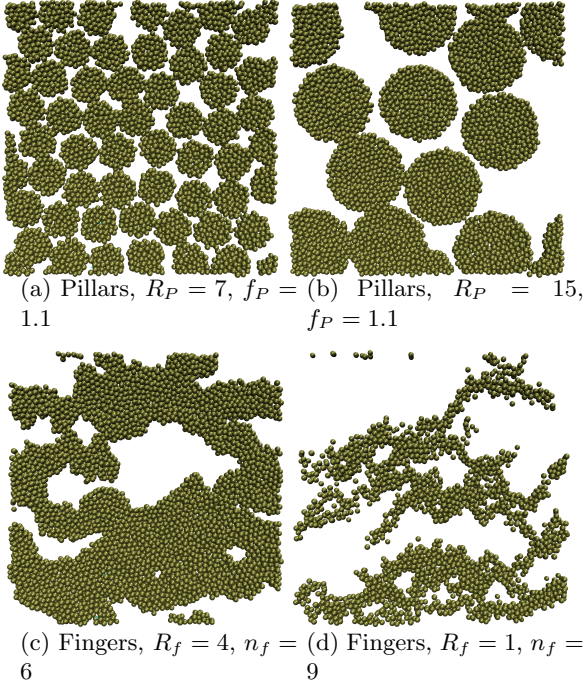 (a) Pillars, R_P = 7, f_P =
1.1
(b) Pillars, R_P = 15,
f_P = 1.1
(c) Fingers, R_f = 4, n_f =
6
(d) Fingers, R_f = 1, n_f =
9